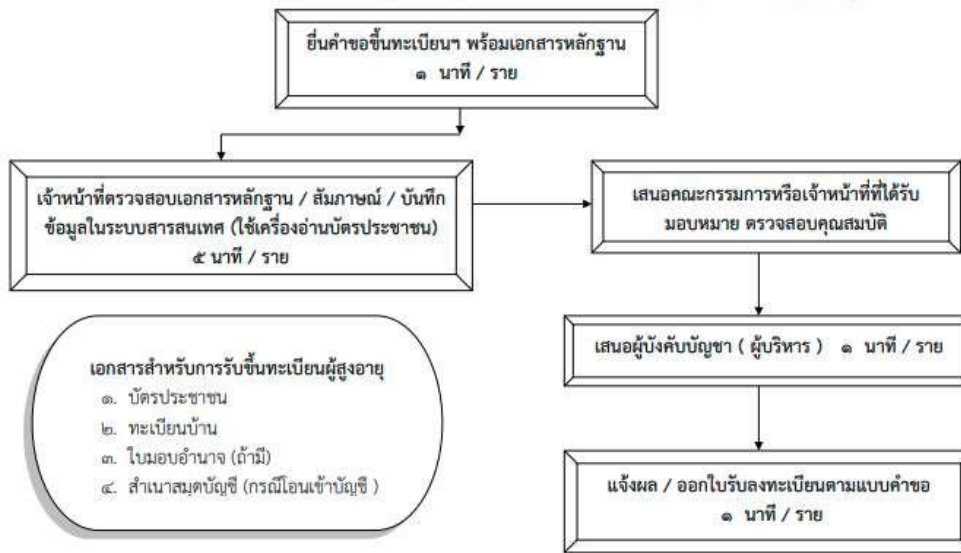 ยื่นคำขอขึ้นทะเบียนฯ พร้อมเอกสารหลักฐาน
๑ นาที / ราย
เจ้าหน้าที่ตรวจสอบเอกสารหลักฐาน / สัมภาษณ์ / บันทึก
ข้อมูลในระบบสารสนเทศ (ใช้เครื่องอ่านบัตรประชาชน)
๕ นาที / ราย
เสนอคณะกรรมการหรือเจ้าหน้าที่ที่ได้รับ
มอบหมาย ตรวจสอบคุณสมบัติ
เสนอผู้บังคับบัญชา ( ผู้บริหาร ) ๑ นาที / ราย
แจ้งผล / ออกใบรับลงทะเบียนตามแบบคำขอ
๑ นาที / ราย
เอกสารสำหรับการรับขึ้นทะเบียนผู้สูงอายุ
๑. บัตรประชาชน
๒. ทะเบียนบ้าน
๓. ใบมอบอำนาจ (ถ้ามี)
๔. สำเนาสมุดบัญชี (กรณีโอนเข้าบัญชี )